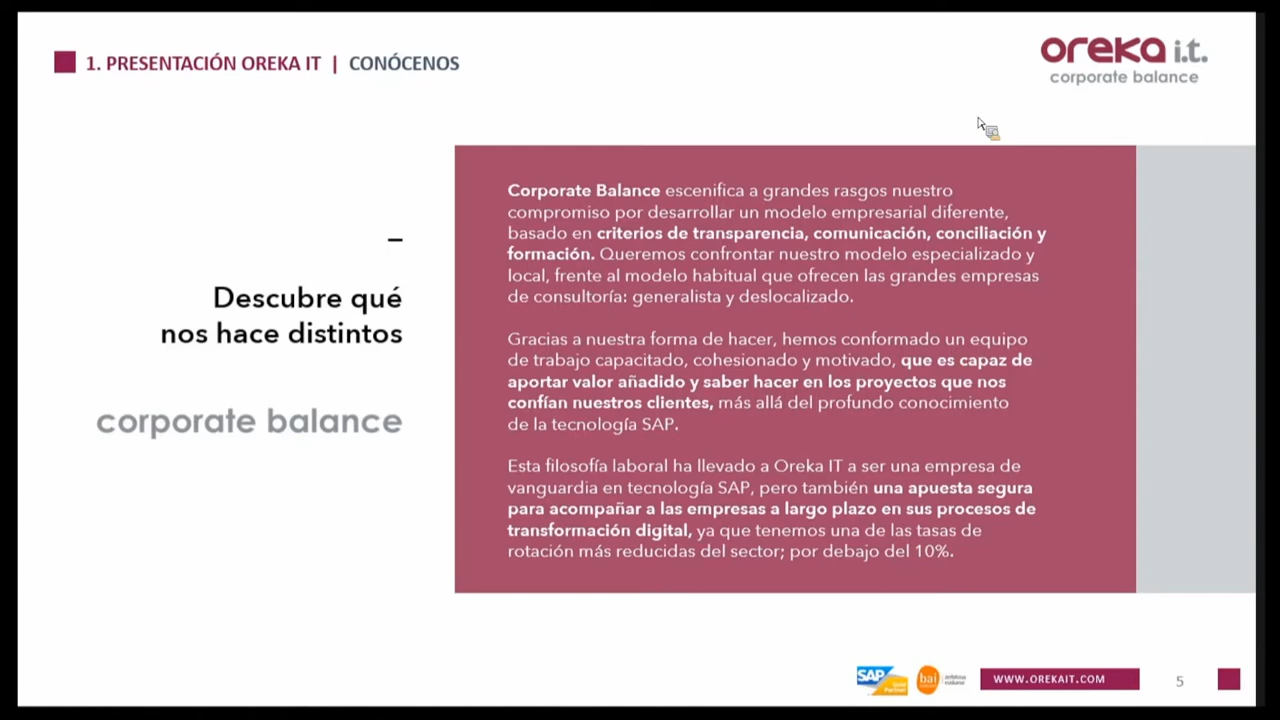 1. PRESENTACIÓN OREKA IT | CONÓCENOS
oreka i.t.
corporate balance
–
Descubre qué
nos hace distintos
corporate balance
Corporate Balance escenifica a grandes rasgos nuestro
compromiso por desarrollar un modelo empresarial diferente,
basado en criterios de transparencia, comunicación, conciliación y
formación. Queremos confrontar nuestro modelo especializado y
local, frente al modelo habitual que ofrecen las grandes empresas
de consultoría: generalista y deslocalizado.
Gracias a nuestra forma de hacer, hemos conformado un equipo
de trabajo capacitado, cohesionado y motivado, que es capaz de
aportar valor añadido y saber hacer en los proyectos que nos
confían nuestros clientes, más allá del profundo conocimiento
de la tecnología SAP.
Esta filosofía laboral ha llevado a Oreka IT a ser una empresa de
vanguardia en tecnología SAP, pero también una apuesta segura
para acompañar a las empresas a largo plazo en sus procesos de
transformación digital, ya que tenemos una de las tasas de
rotación más reducidas del sector; por debajo del 10%.
SAP
bai
WWW.OREKAIT.COM
5